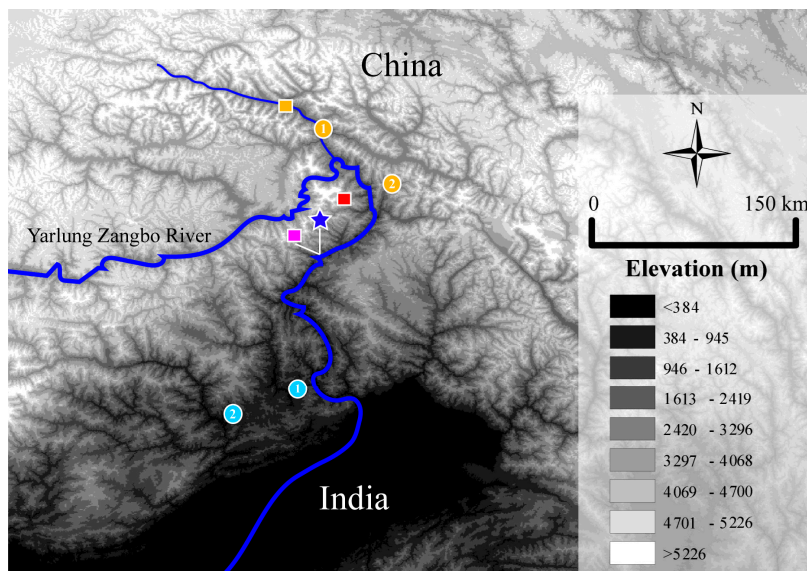 China
N
1
2
0 150 km
Yarlung Zangbo River
Elevation (m)
<384
384 - 945
946 - 1612
1613 - 2419
2420 - 3296
3297 - 4068
4069 - 4700
4701 - 5226
>5226
1
2
India